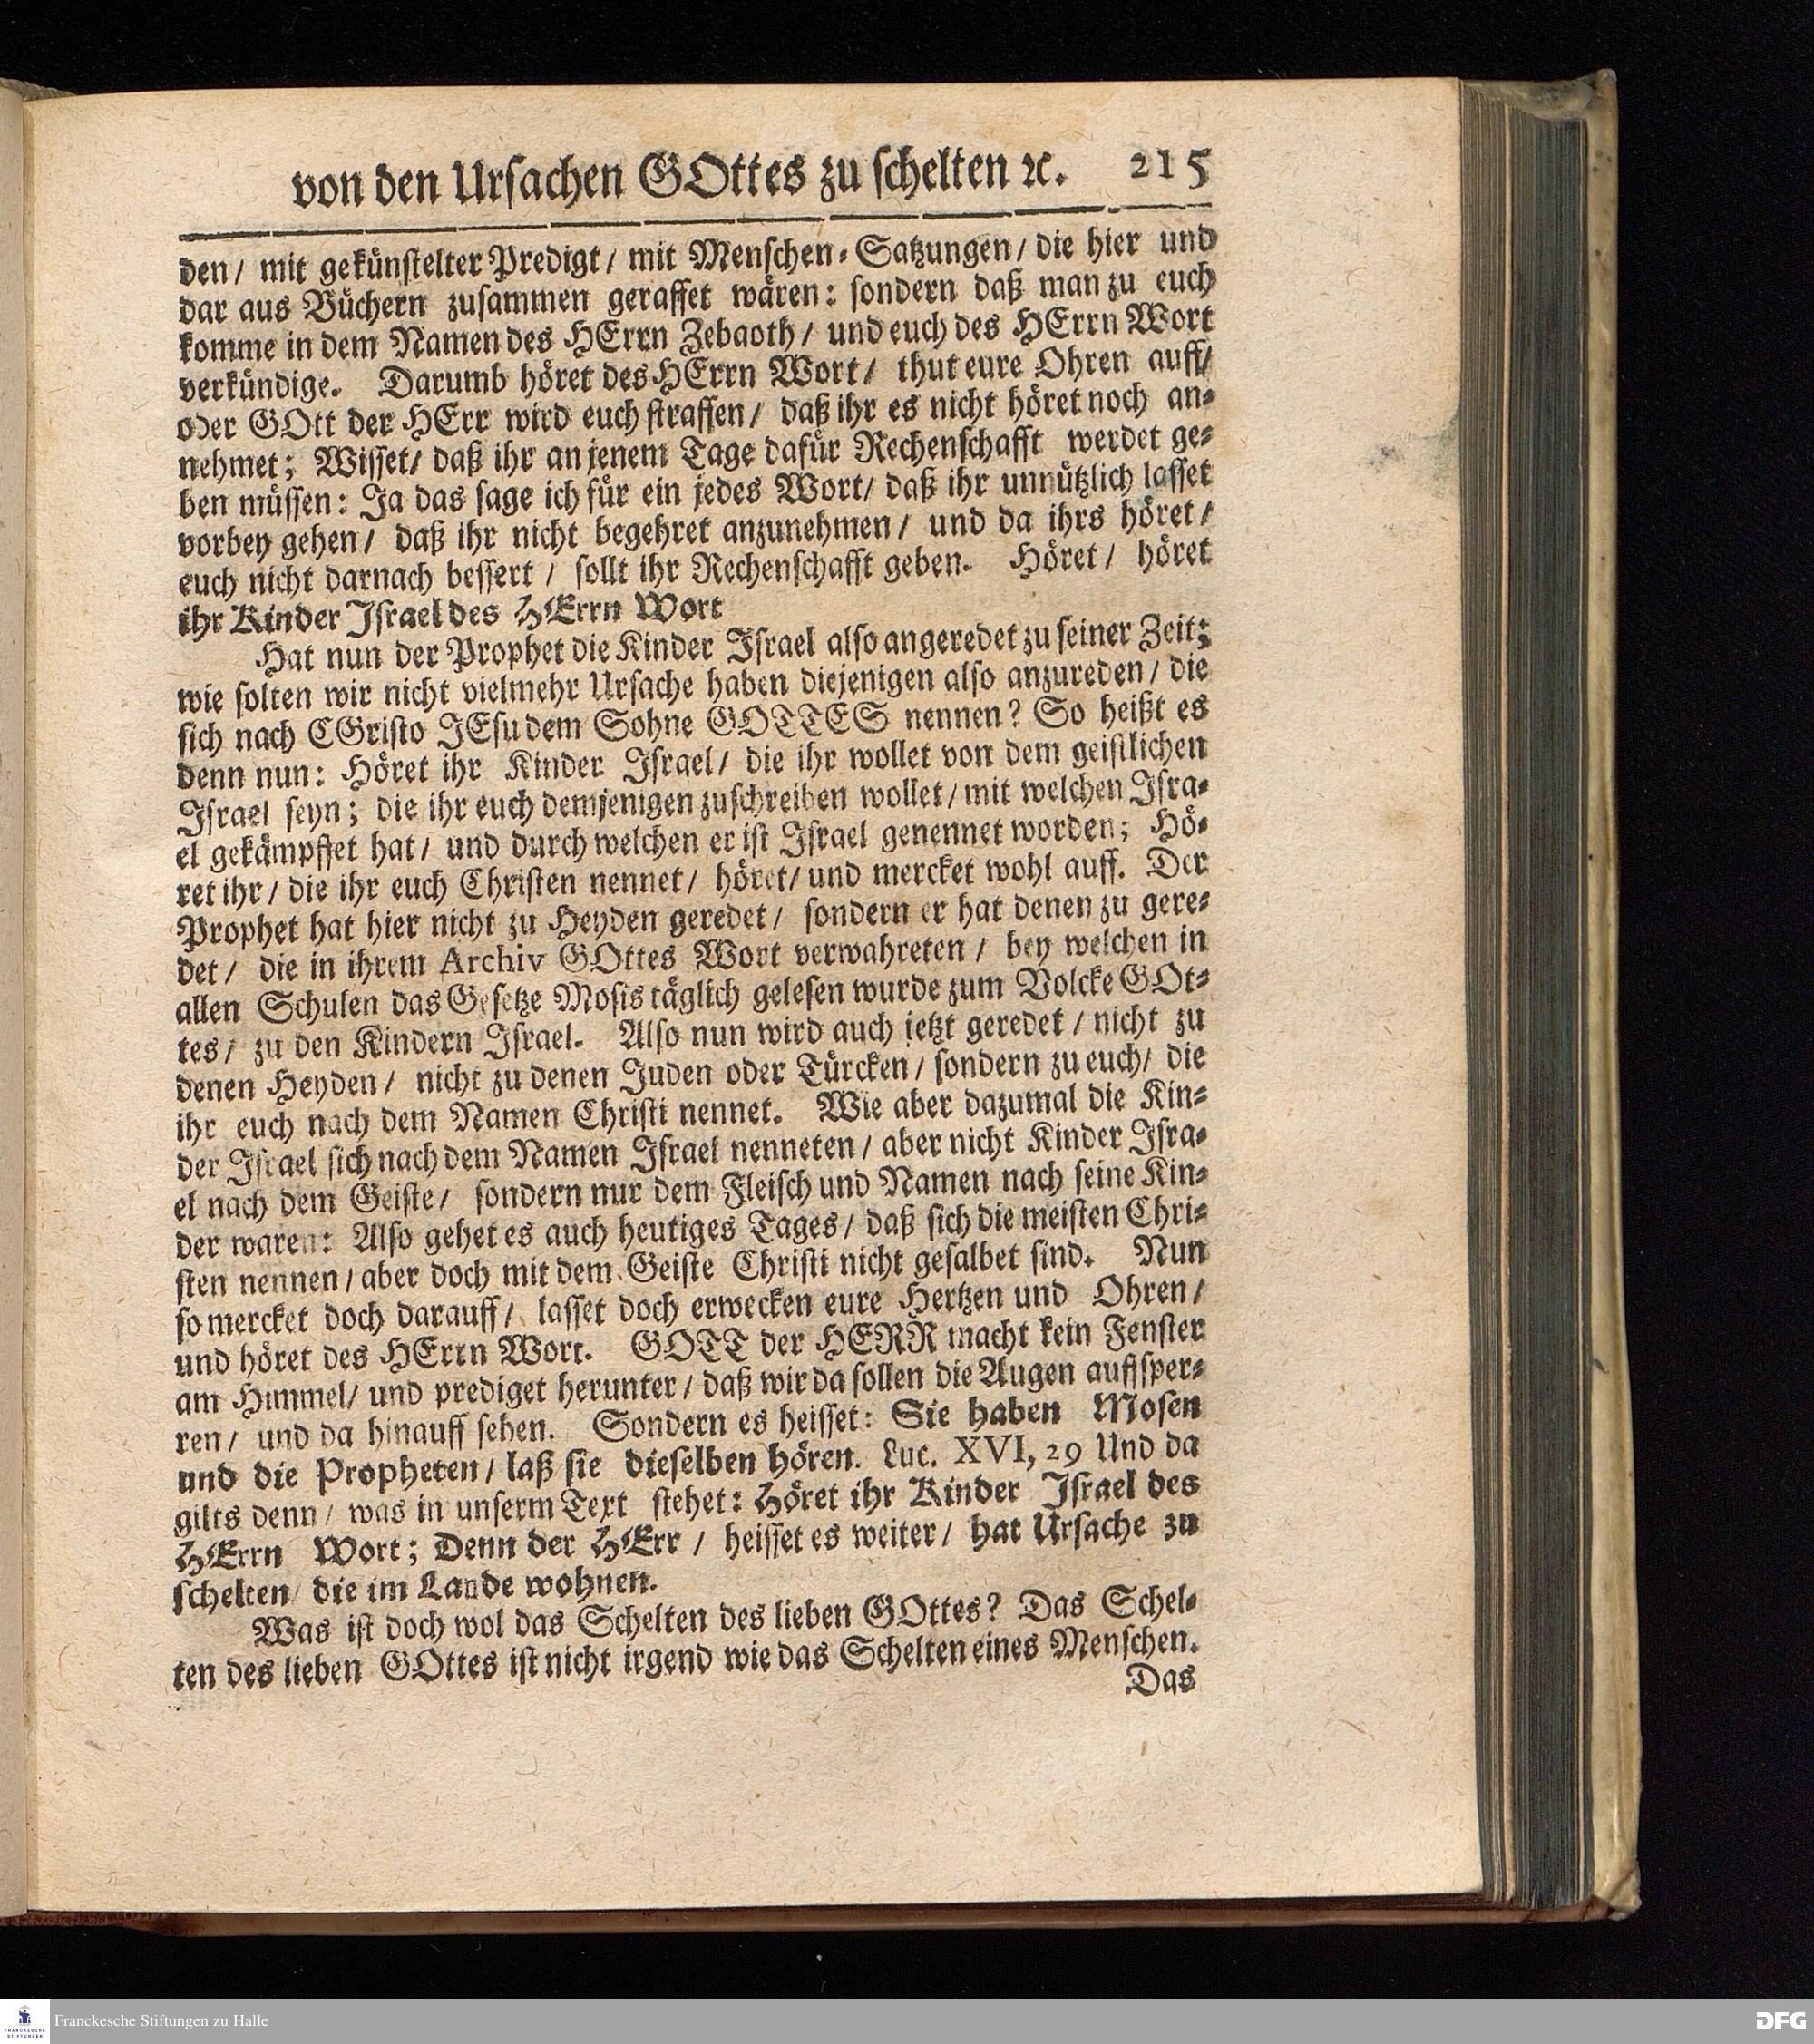 von den Urſachen GOttes zu ſchelten ꝛc. 215
den/ mit gekünſtelter Predigt/ mit Menſchen-Satzungen/ die hier und
dar aus Büchern zuſammen geraffet wären: ſondern daß man zu euch
komme in dem Namen des HErrn Zebaoth/ und euch des HErrn Wort
verkündige. Darumb höret des HErrn Wort/ thut eure Ohren auff/
oder GOtt der HErr wird euch ſtraffen/ daß ihr es nicht höret noch an-
nehmet; Wiſſet/ daß ihr an jenem Tage dafür Rechenſchafft werdet ge-
ben müſſen: Ja das ſage ich für ein jedes Wort/ daß ihr unnützlich laſſet
vorbey gehen/ daß ihr nicht begehret anzunehmen/ und da ihrs höret/
euch nicht darnach beſſert/ ſollt ihr Rechenſchafft geben. Höret/ höret
ihr Kinder Iſrael des HErrn Wort
Hat nun der Prophet die Kinder Iſrael alſo angeredet zu ſeiner Zeit;
wie ſolten wir nicht vielmehr Urſache haben diejenigen alſo anzureden/ die
ſich nach CGriſto JEſu dem Sohne GOTTES nennen? So heißt es
denn nun: Höret ihr Kinder Iſrael/ die ihr wollet von dem geiſtlichen
Iſrael ſeyn; die ihr euch demjenigen zuſchreiben wollet/ mit welchen Iſra-
el gekämpffet hat/ und durch welchen er iſt Iſrael genennet worden; Hö-
ret ihr/ die ihr euch Chriſten nennet/ höret/ und mercket wohl auff. Der
Prophet hat hier nicht zu Heyden geredet/ ſondern er hat denen zu gere-
det/ die in ihrem Archiv GOttes Wort verwahreten/ bey welchen in
allen Schulen das Geſetze Moſis täglich geleſen wurde zum Volcke GOt-
tes/ zu den Kindern Iſrael. Alſo nun wird auch jetzt geredet/ nicht zu
denen Heyden/ nicht zu denen Juden oder Türcken/ ſondern zu euch/ die
ihr euch nach dem Namen Chriſti nennet. Wie aber dazumal die Kin-
der Iſrael ſich nach dem Namen Iſrael nenneten/ aber nicht Kinder Iſra-
el nach dem Geiſte/ ſondern nur dem Fleiſch und Namen nach ſeine Kin-
der waren: Alſo gehet es auch heutiges Tages/ daß ſich die meiſten Chri-
ſten nennen/ aber doch mit dem Geiſte Chriſti nicht geſalbet ſind. Nun
ſo mercket doch darauff/ laſſet doch erwecken eure Hertzen und Ohren/
und höret des HErrn Wort. GOTT der HERR macht kein Fenſter
am Himmel/ und prediget herunter/ daß wir da ſollen die Augen auffſper-
ren/ und da hinauff ſehen. Sondern es heiſſet: Sie haben Moſen
und die Propheten/ laß ſie dieſelben hören. Luc. XVI, 29 Und da
gilts denn/ was in unſerm Text ſtehet: Höret ihr Kinder Iſrael des
HErrn Wort; Denn der HErr/ heiſſet es weiter/ hat Urſache zu
ſchelten/ die im Lande wohnen.
Was iſt doch wol das Schelten des lieben GOttes? Das Schel-
ten des lieben GOttes iſt nicht irgend wie das Schelten eines Menſchen.
Das
FRANCKESCHE STIFTUNGEN
Franckesche Stiftungen zu Halle
DFG